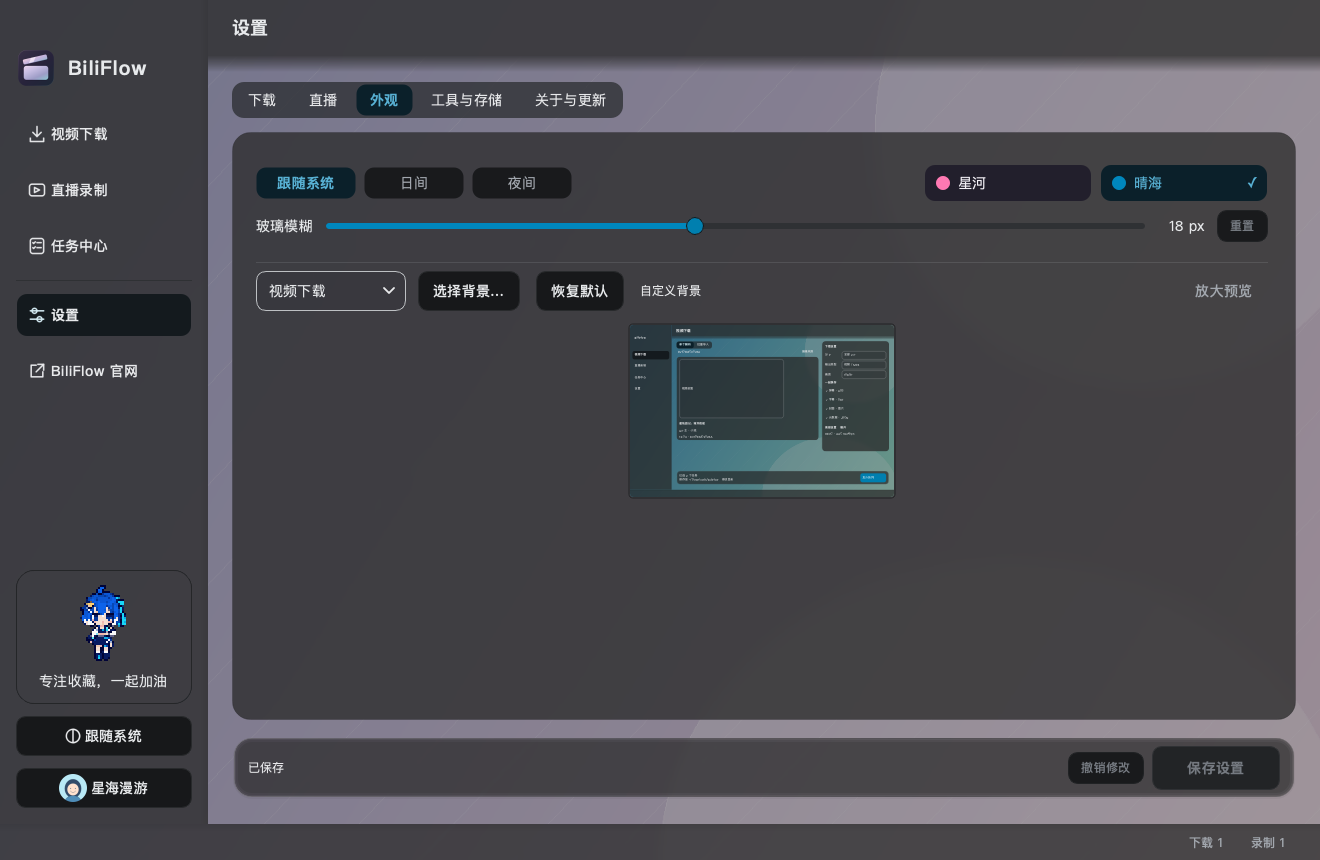 设置
BiliFlow
视频下载
直播录制
任务中心
设置
BiliFlow 官网
专注收藏，一起加油
跟随系统
星海漫游
下载 直播 外观 工具与存储 关于与更新
跟随系统 日间 夜间 星河 晴海 ✓
玻璃模糊 18 px 重置
视频下载 选择背景... 恢复默认 自定义背景 放大预览
已保存 撤销修改 保存设置
下载 1 录制 1